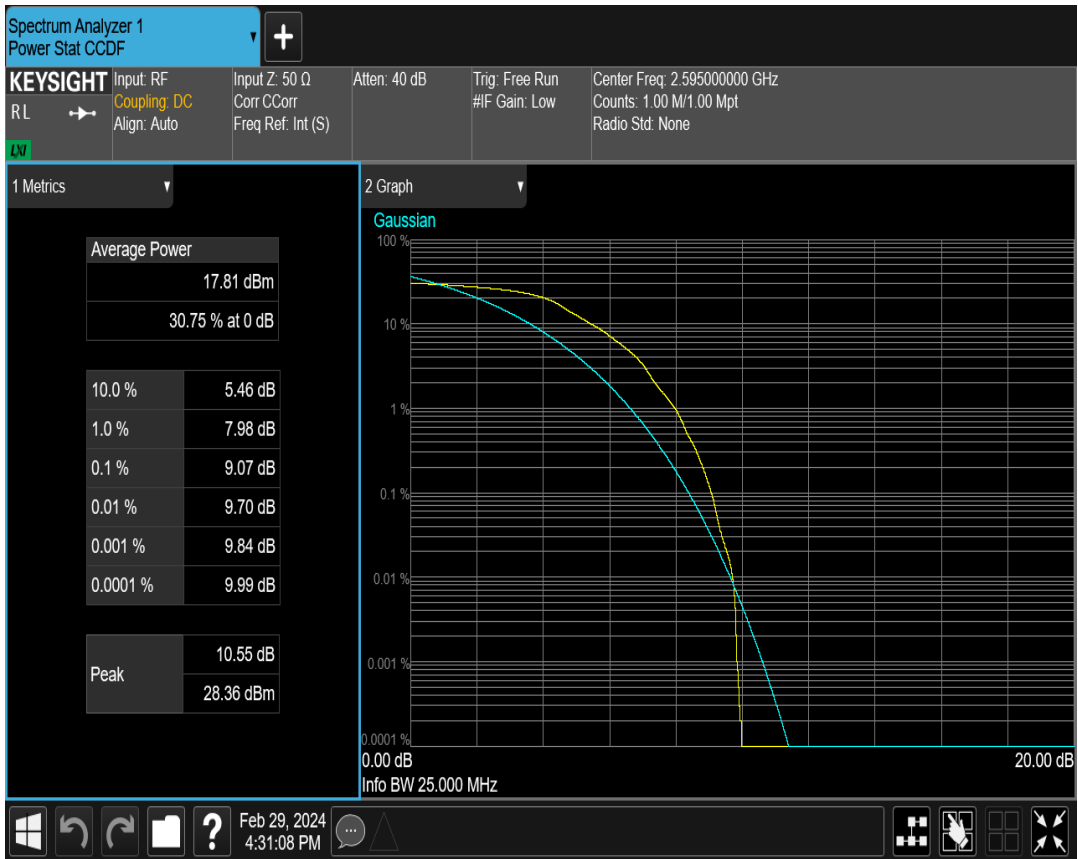 Spectrum Analyzer 1
Power Stat CCDF
+
KEYSIGHT
RL
LXI
Input: RF
Coupling: DC
Align: Auto
Input Z: 50 Ω
Corr CCorr
Freq Ref: Int (S)
Atten: 40 dB
Trig: Free Run
#IF Gain: Low
Center Freq: 2.595000000 GHz
Counts: 1.00 M/1.00 Mpt
Radio Std: None
1 Metrics
Average Power
17.81 dBm
30.75 % at 0 dB
10.0 % 5.46 dB
1.0 % 7.98 dB
0.1 % 9.07 dB
0.01 % 9.70 dB
0.001 % 9.84 dB
0.0001 % 9.99 dB
Peak
10.55 dB
28.36 dBm
2 Graph
Gaussian
100 %
10 %
1 %
0.1 %
0.01 %
0.001 %
0.0001 %
0.00 dB 20.00 dB
Info BW 25.000 MHz
?
Feb 29, 2024
4:31:08 PM